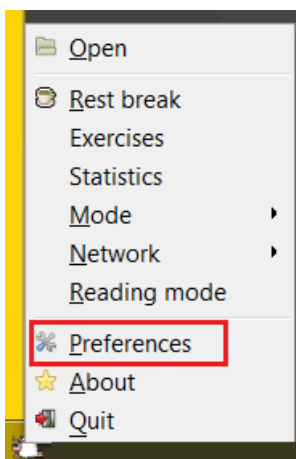 Open
Rest break
Exercises
Statistics
Mode
Network
Reading mode
Preferences
About
Quit